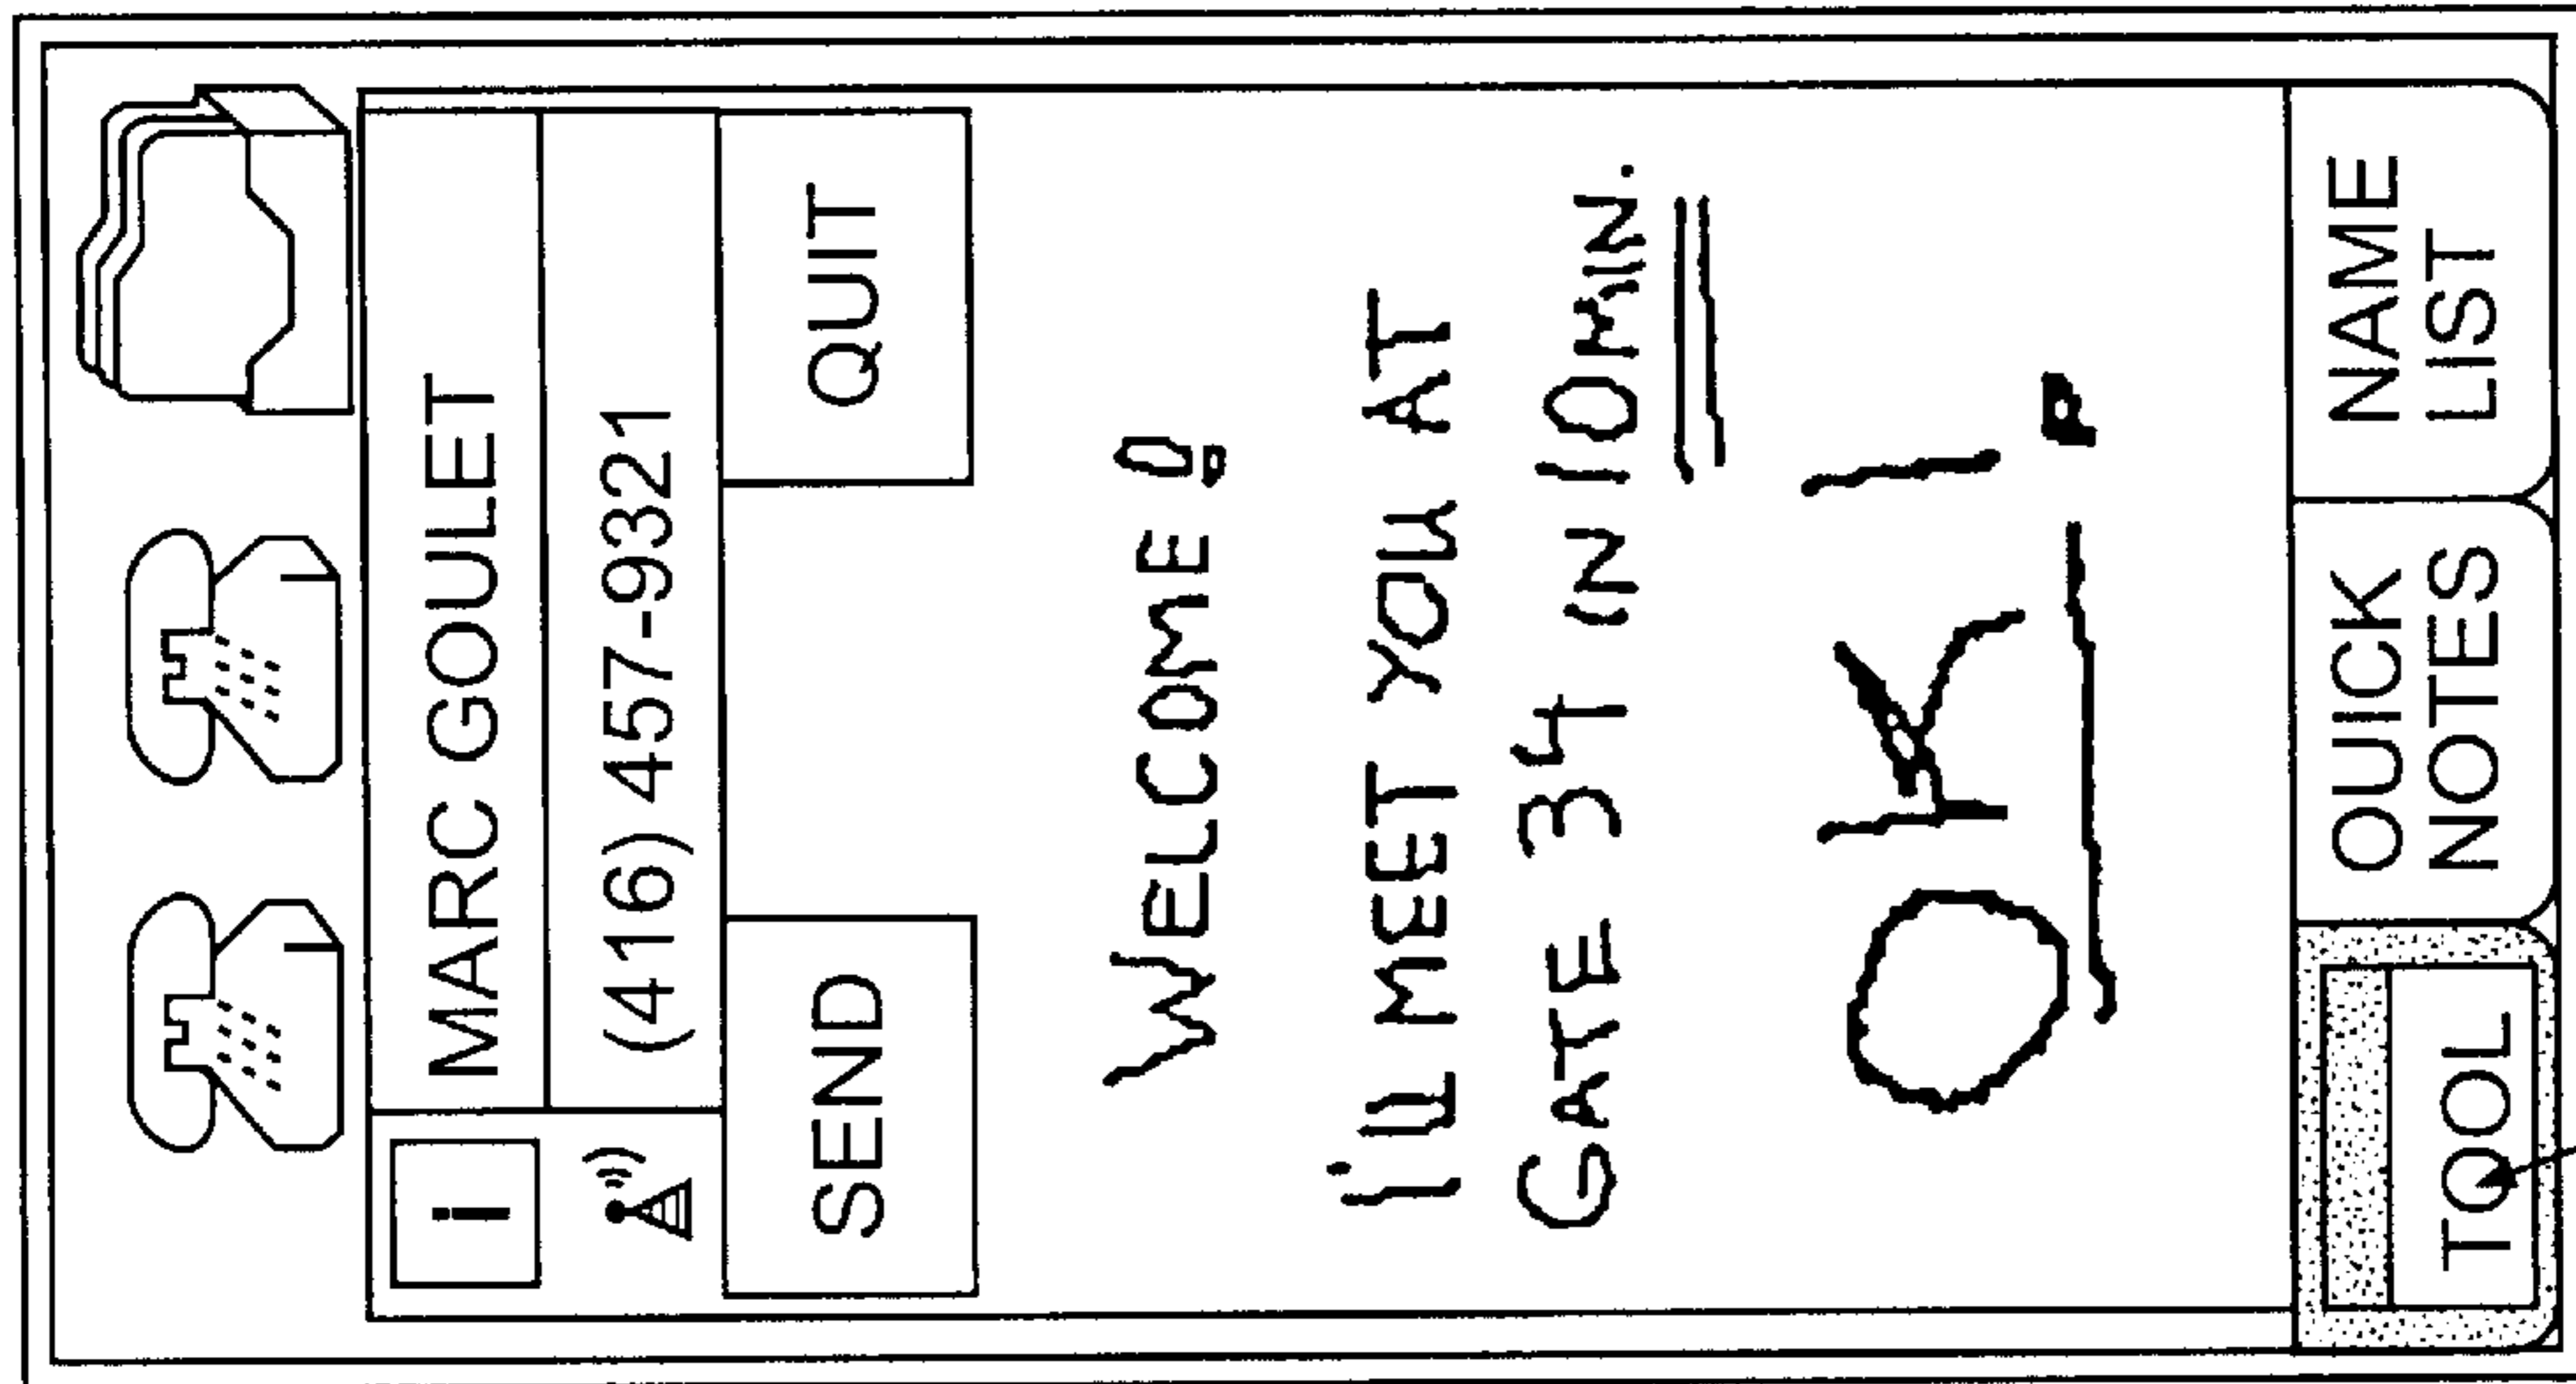 i MARC GOULET
(416) 457-9321
SEND QUIT
WELCOME!
I'LL MEET YOU AT
GATE 34 IN 10MIN.
OK!
TOOL
OUICK
NOTES
NAME
LIST